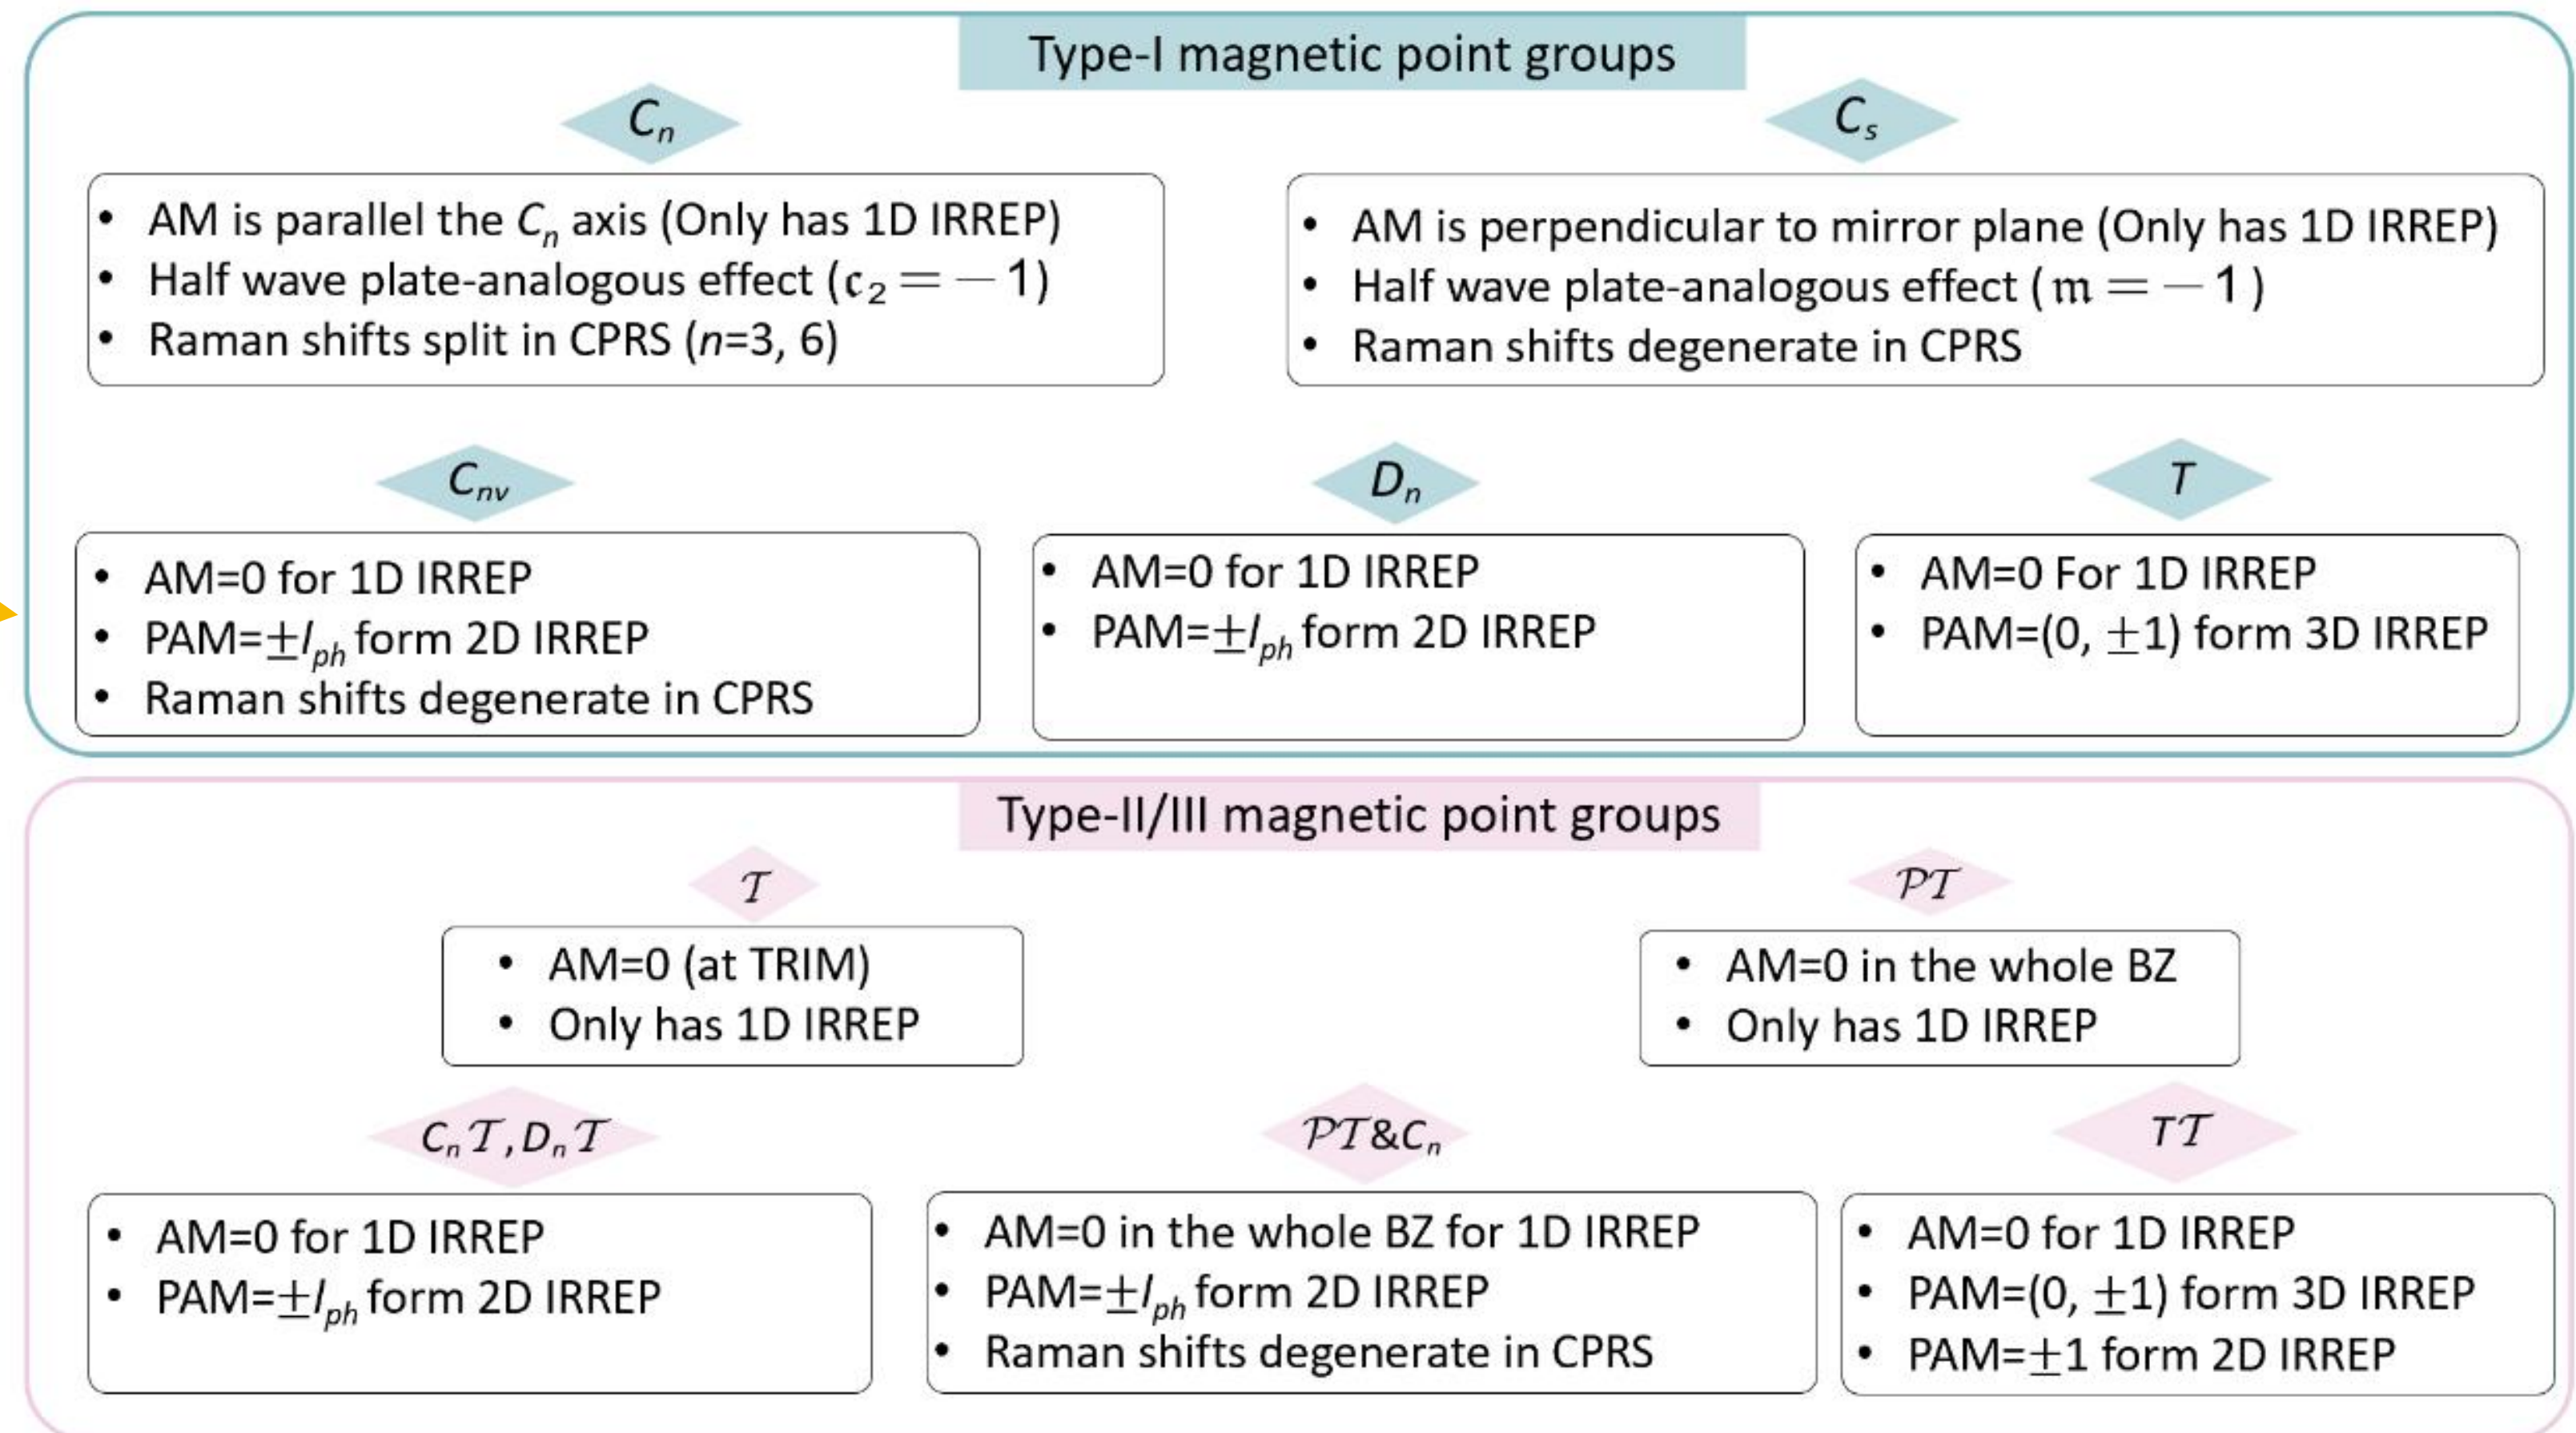 Type-I magnetic point groups
Cₙ
• AM is parallel the Cₙ axis (Only has 1D IRREP)
• Half wave plate-analogous effect (𝔠₂ = − 1)
• Raman shifts split in CPRS (n=3, 6)
Cₛ
• AM is perpendicular to mirror plane (Only has 1D IRREP)
• Half wave plate-analogous effect (𝔪 = − 1)
• Raman shifts degenerate in CPRS
Cₙᵥ
• AM=0 for 1D IRREP
• PAM=±l_ph form 2D IRREP
• Raman shifts degenerate in CPRS
Dₙ
• AM=0 for 1D IRREP
• PAM=±l_ph form 2D IRREP
T
• AM=0 For 1D IRREP
• PAM=(0, ±1) form 3D IRREP
Type-II/III magnetic point groups
𝒯
• AM=0 (at TRIM)
• Only has 1D IRREP
𝒫𝒯
• AM=0 in the whole BZ
• Only has 1D IRREP
Cₙ𝒯, Dₙ𝒯
• AM=0 for 1D IRREP
• PAM=±l_ph form 2D IRREP
𝒫𝒯&Cₙ
• AM=0 in the whole BZ for 1D IRREP
• PAM=±l_ph form 2D IRREP
• Raman shifts degenerate in CPRS
T𝒯
• AM=0 for 1D IRREP
• PAM=(0, ±1) form 3D IRREP
• PAM=±1 form 2D IRREP